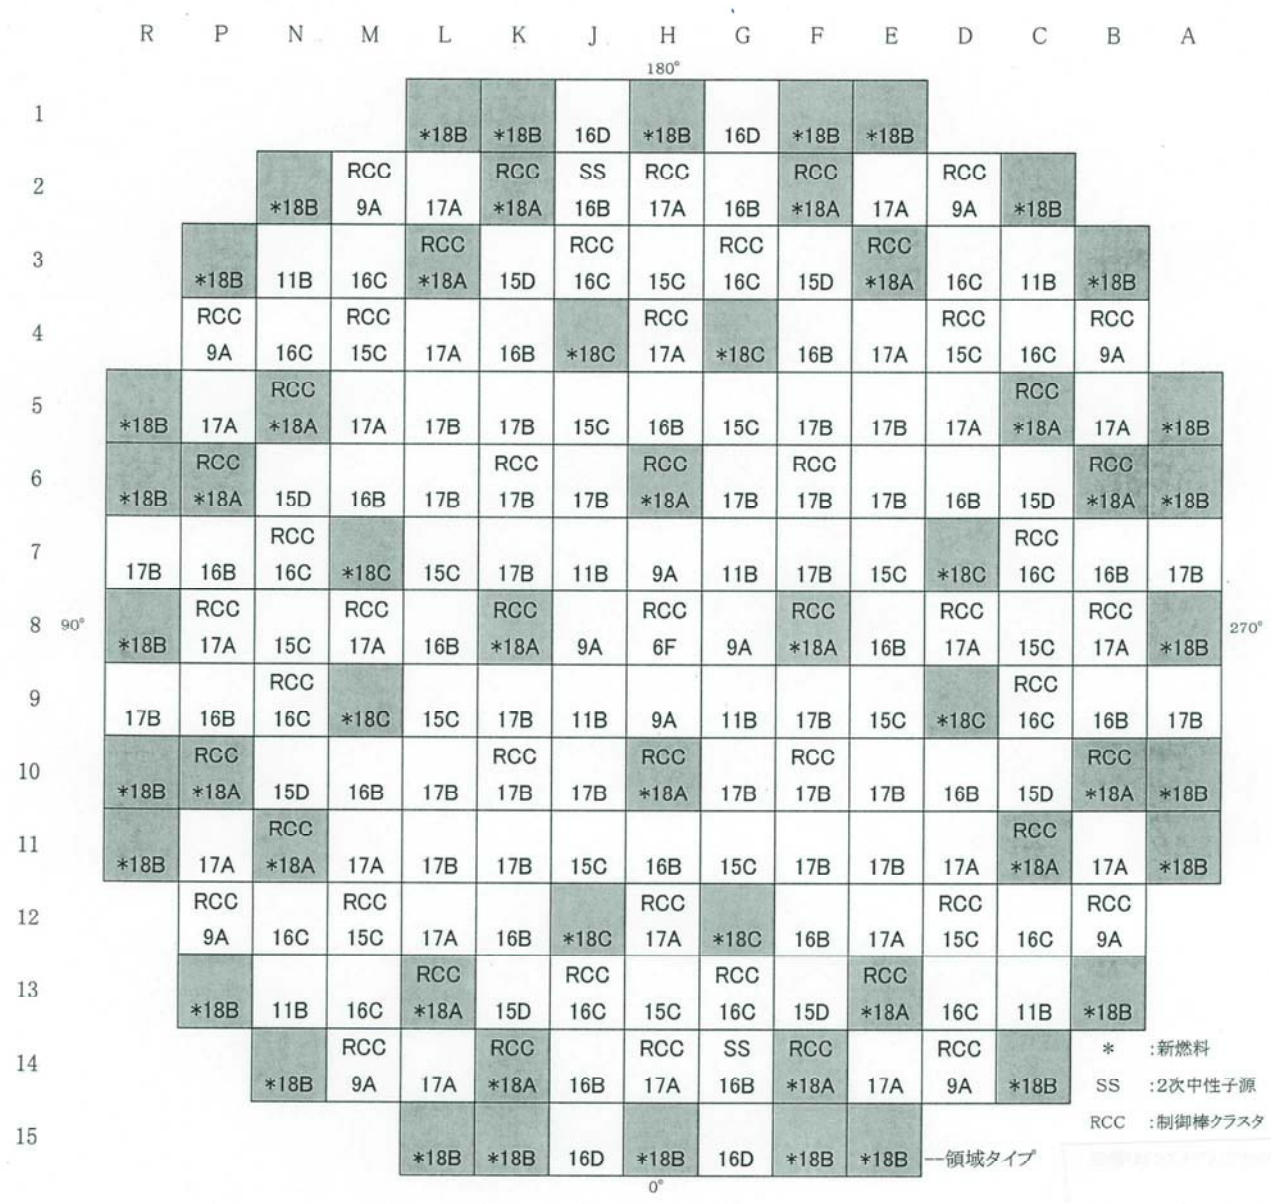 R P N M L K J H G F E D C B A
180°
1
*18B *18B 16D *18B 16D *18B *18B
RCC RCC SS RCC RCC RCC
2
*18B 9A 17A *18A 16B 17A 16B *18A 17A 9A *18B
RCC RCC RCC RCC
3
*18B 11B 16C *18A 15D 16C 15C 16C 15D *18A 16C 11B *18B
RCC RCC RCC RCC RCC
4
9A 16C 15C 17A 16B *18C 17A *18C 16B 17A 15C 16C 9A
RCC RCC
5
*18B 17A *18A 17A 17B 17B 15C 16B 15C 17B 17B 17A *18A 17A *18B
RCC RCC RCC RCC RCC
6
*18B *18A 15D 16B 17B 17B 17B *18A 17B 17B 17B 16B 15D *18A *18B
RCC RCC
7
17B 16B 16C *18C 15C 17B 11B 9A 11B 17B 15C *18C 16C 16B 17B
RCC RCC RCC RCC RCC RCC RCC
8 90° 270°
*18B 17A 15C 17A 16B *18A 9A 6F 9A *18A 16B 17A 15C 17A *18B
RCC RCC
9
17B 16B 16C *18C 15C 17B 11B 9A 11B 17B 15C *18C 16C 16B 17B
RCC RCC RCC RCC RCC
10
*18B *18A 15D 16B 17B 17B 17B *18A 17B 17B 17B 16B 15D *18A *18B
RCC RCC
11
*18B 17A *18A 17A 17B 17B 15C 16B 15C 17B 17B 17A *18A 17A *18B
RCC RCC RCC RCC RCC
12
9A 16C 15C 17A 16B *18C 17A *18C 16B 17A 15C 16C 9A
RCC RCC RCC RCC
13
*18B 11B 16C *18A 15D 16C 15C 16C 15D *18A 16C 11B *18B
RCC RCC RCC SS RCC RCC
14
*18B 9A 17A *18A 16B 17A 16B *18A 17A 9A *18B
* :新燃料
SS :2次中性子源
RCC :制御棒クラスタ
15
*18B *18B 16D *18B 16D *18B *18B --領域タイプ
0°